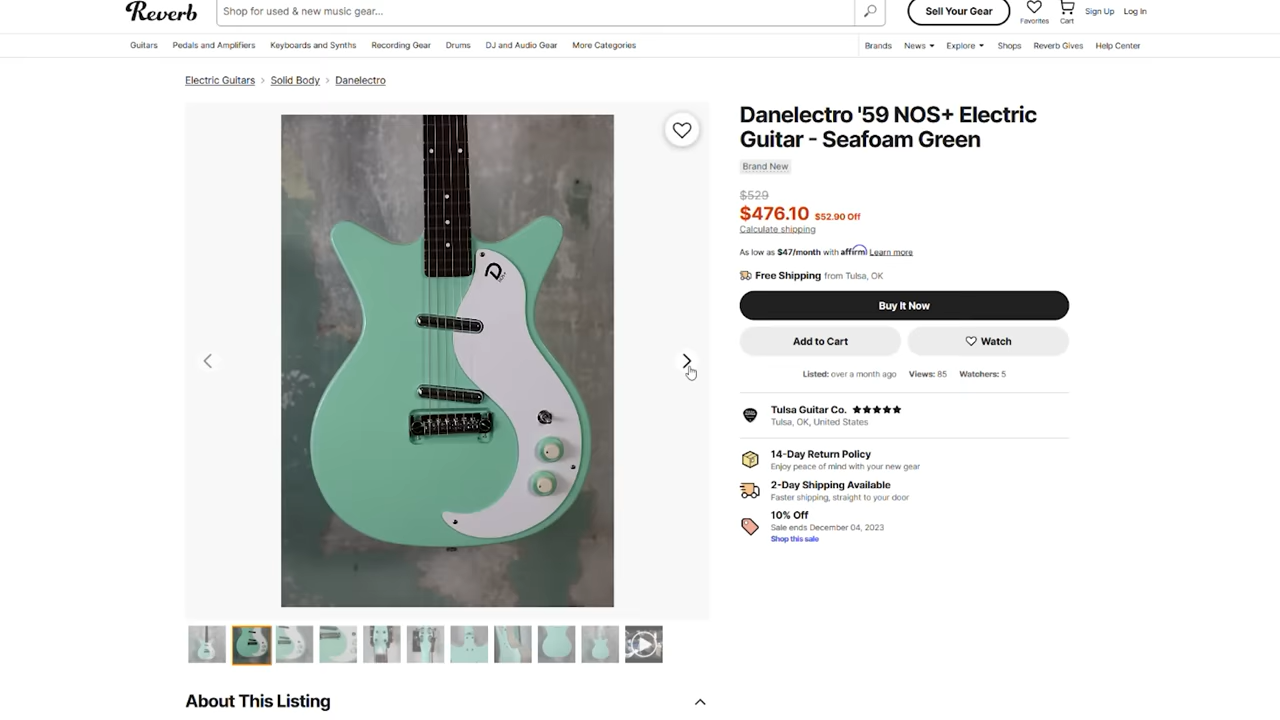 Reverb
Shop for used & new music gear...
Sell Your Gear
Favorites
Cart
Sign Up
Log In
Guitars
Pedals and Amplifiers
Keyboards and Synths
Recording Gear
Drums
DJ and Audio Gear
More Categories
Brands
News
Explore
Shops
Reverb Gives
Help Center
Electric Guitars > Solid Body > Danelectro
Danelectro '59 NOS+ Electric
Guitar - Seafoam Green
Brand New
$529
$476.10 $52.90 Off
Calculate shipping
As low as $47/month with affirm Learn more
Free Shipping from Tulsa, OK
Buy It Now
Add to Cart
Watch
Listed: over a month ago Views: 85 Watchers: 5
Tulsa Guitar Co. ★★★★★
Tulsa, OK, United States
14-Day Return Policy
Enjoy peace of mind with your new gear
2-Day Shipping Available
Faster shipping, straight to your door
10% Off
Sale ends December 04, 2023
Shop this sale
About This Listing